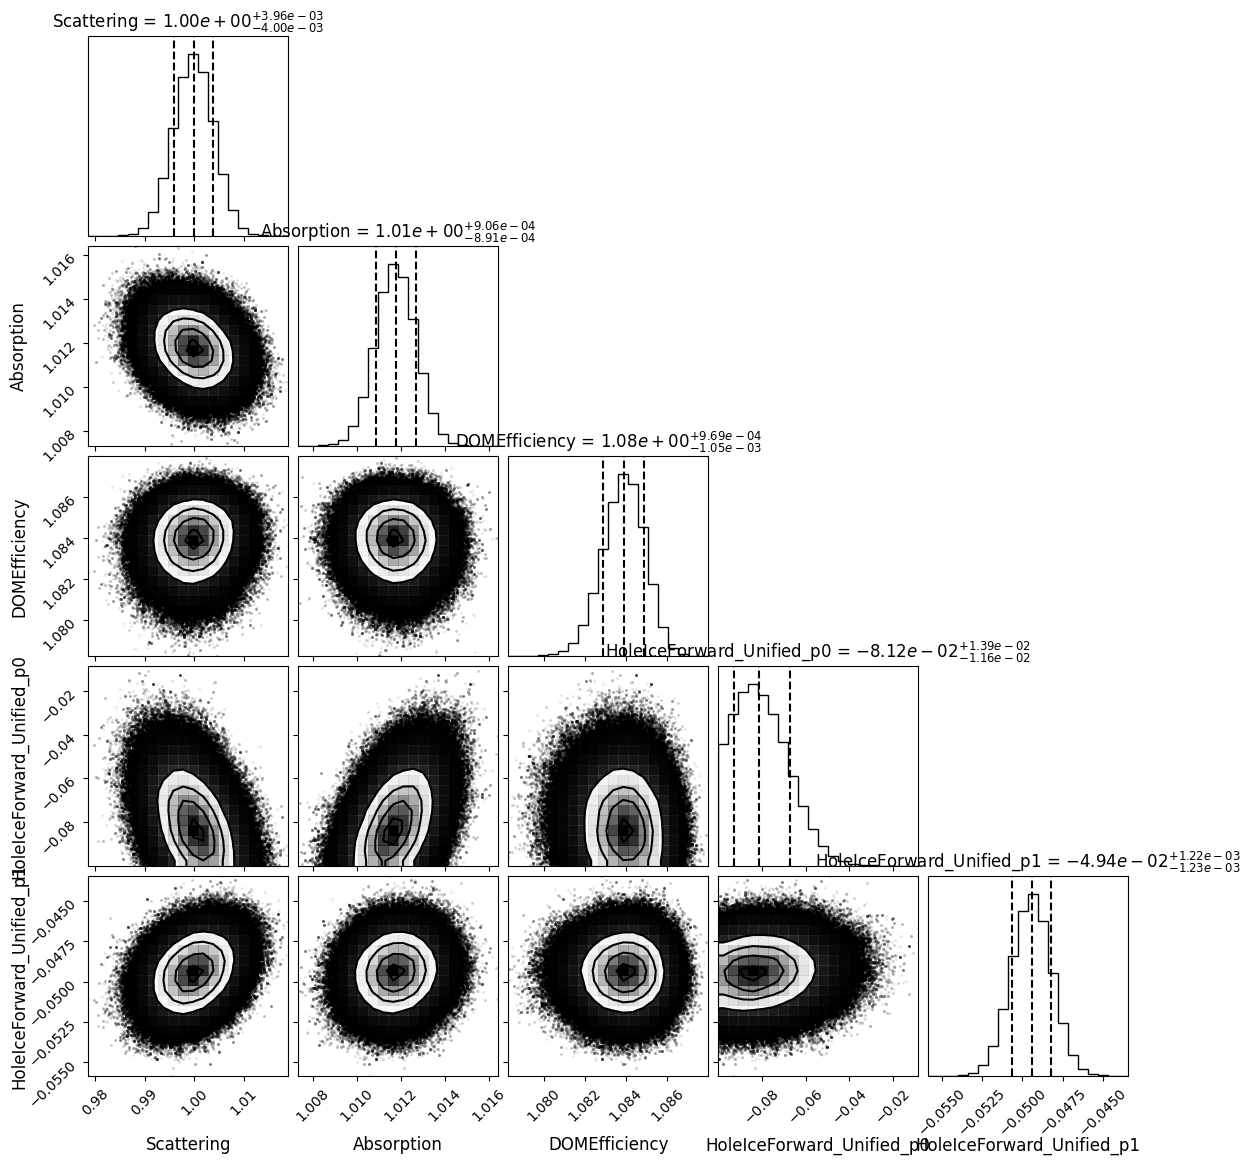 Scattering = 1.00e+00 +3.96e−03 −4.00e−03
Absorption = 1.01e+00 +9.06e−04 −8.91e−04
1.016
1.014
1.012
1.010
1.008
Absorption
DOMEfficiency = 1.08e+00 +9.69e−04 −1.05e−03
1.086
1.084
1.082
1.080
DOMEfficiency
HoleIceForward_Unified_p0 = −8.12e−02 +1.39e−02 −1.16e−02
−0.02
−0.04
−0.06
−0.08
HoleIceForward_Unified_p0
HoleIceForward_Unified_p1 = −4.94e−02 +1.22e−03 −1.23e−03
−0.0450
−0.0475
−0.0500
−0.0525
−0.0550
HoleIceForward_Unified_p1
0.98 0.99 1.00 1.01
1.008 1.010 1.012 1.014 1.016
1.080 1.082 1.084 1.086
−0.08 −0.06 −0.04 −0.02
−0.0550 −0.0525 −0.0500 −0.0475 −0.0450
Scattering Absorption DOMEfficiency HoleIceForward_Unified_p0 HoleIceForward_Unified_p1